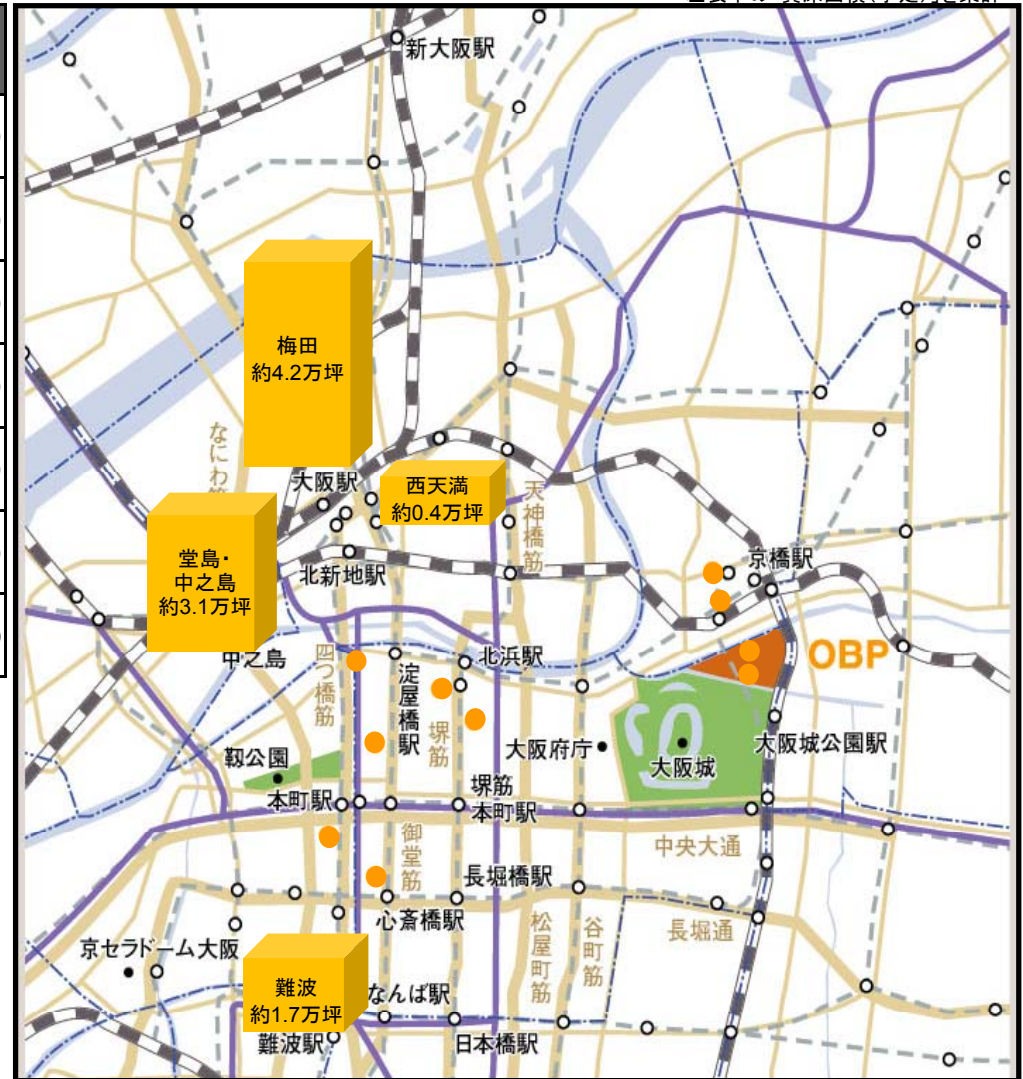 新大阪駅
梅田
約4.2万坪
なにわ筋
大阪駅
西天満
約0.4万坪
天神橋筋
堂島・
中之島
約3.1万坪
北新地駅
京橋駅
中之島
四つ橋筋
淀屋橋駅
北浜駅
OBP
堺筋
大阪府庁
大阪城
大阪城公園駅
靱公園
本町駅
堺筋
本町駅
御堂筋
中央大通
長堀橋駅
心斎橋駅
松屋町筋
谷町筋
長堀通
京セラドーム大阪
難波
約1.7万坪
なんば駅
難波駅
日本橋駅